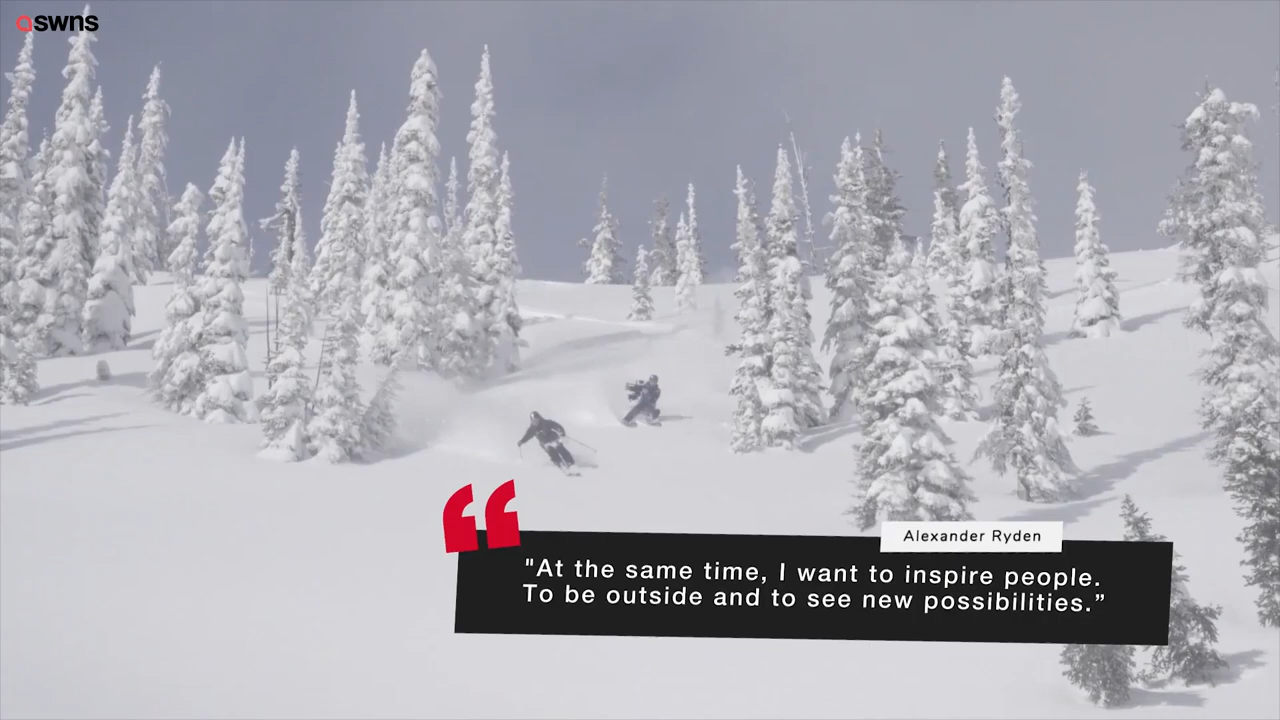 swns
Alexander Ryden
"At the same time, I want to inspire people.
To be outside and to see new possibilities.”